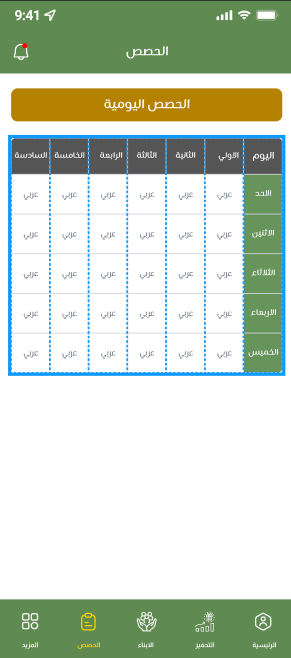 9:41
الحصص
الحصص اليومية
اليوم الاولي الثانية الثالثة الرابعة الخامسة السادسة
الاحد عربي عربي عربي عربي عربي عربي
الاثنين عربي عربي عربي عربي عربي عربي
الثلاثاء عربي عربي عربي عربي عربي عربي
الاربعاء عربي عربي عربي عربي عربي عربي
الخميس عربي عربي عربي عربي عربي عربي
الرئيسية التحفيز الابناء الحصص المزيد